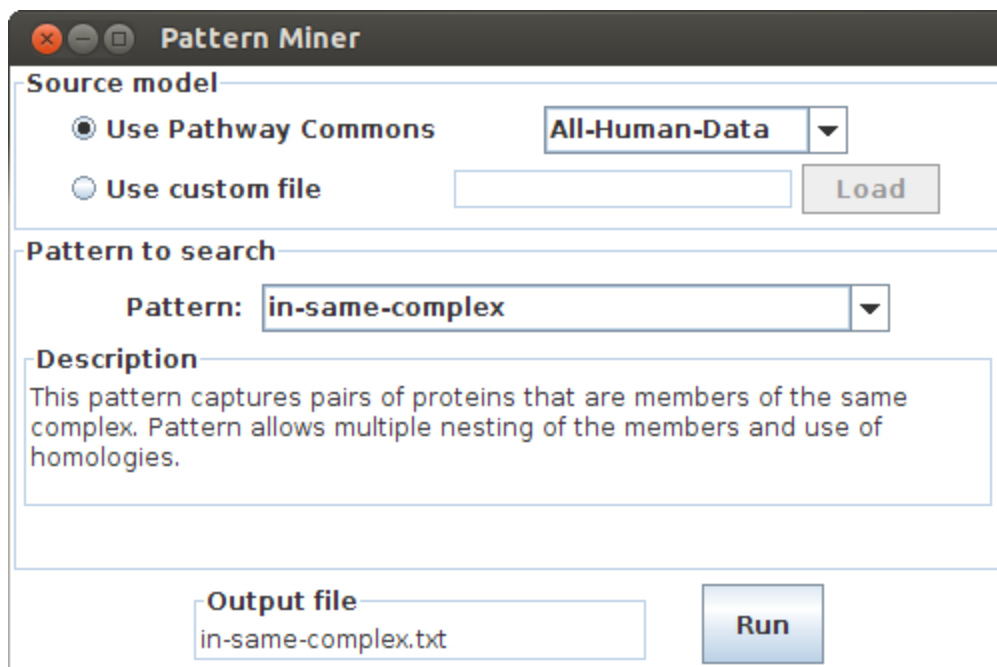 Pattern Miner
Source model
Use Pathway Commons All-Human-Data
Use custom file Load
Pattern to search
Pattern: in-same-complex
Description
This pattern captures pairs of proteins that are members of the same
complex. Pattern allows multiple nesting of the members and use of
homologies.
Output file
in-same-complex.txt
Run